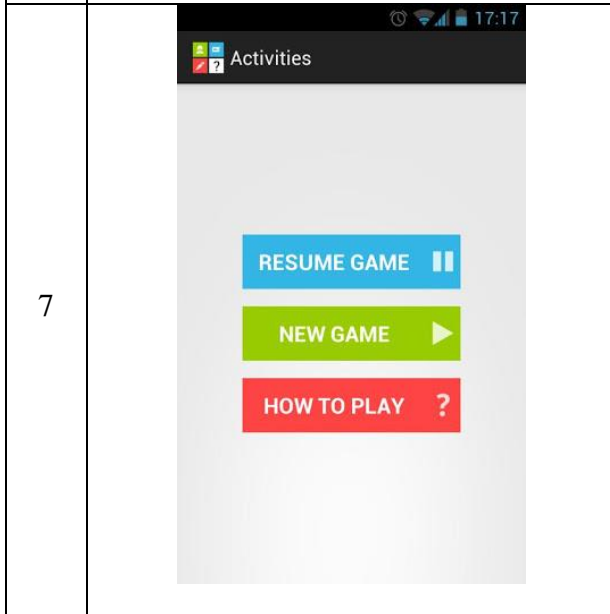 17:17
? Activities
RESUME GAME
NEW GAME
7
HOW TO PLAY ?